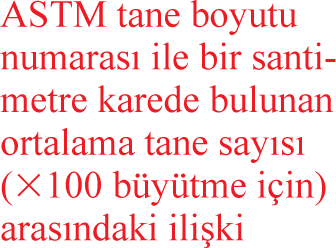 ASTM tane boyutu
numarası ile bir santi-
metre karede bulunan
ortalama tane sayısı
(×100 büyütme için)
arasındaki ilişki